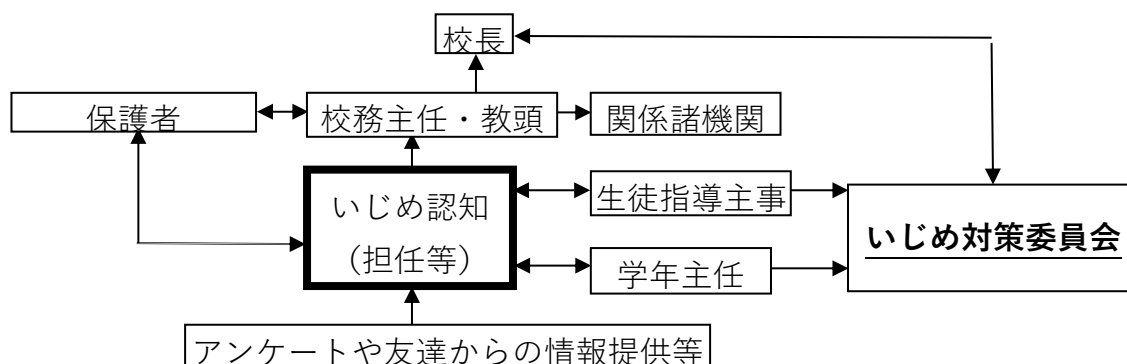 校長
保護者
校務主任・教頭
関係諸機関
いじめ認知
(担任等)
生徒指導主事
学年主任
いじめ対策委員会
アンケートや友達からの情報提供等